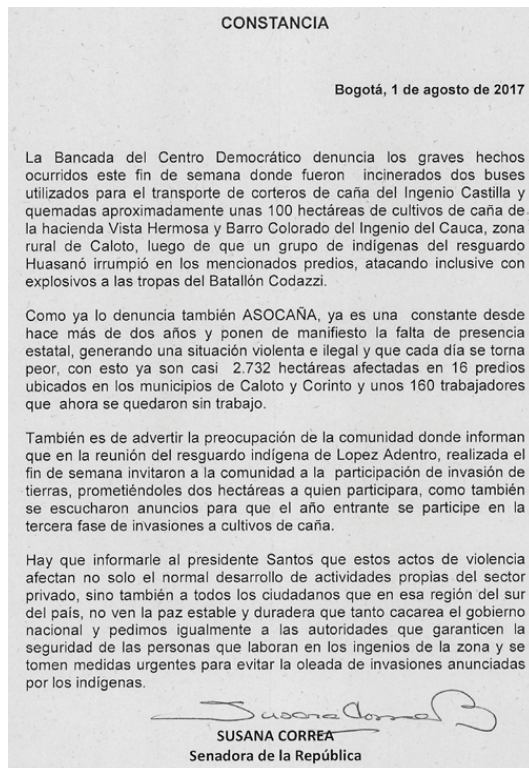 CONSTANCIA
Bogotá, 1 de agosto de 2017
La Bancada del Centro Democrático denuncia los graves hechos
ocurridos este fin de semana donde fueron incinerados dos buses
utilizados para el transporte de corteros de caña del Ingenio Castilla y
quemadas aproximadamente unas 100 hectáreas de cultivos de caña de
la hacienda Vista Hermosa y Barro Colorado del Ingenio del Cauca, zona
rural de Caloto, luego de que un grupo de indígenas del resguardo
Huasanó irrumpió en los mencionados predios, atacando inclusive con
explosivos a las tropas del Batallón Codazzi.
Como ya lo denuncia también ASOCAÑA, ya es una constante desde
hace más de dos años y ponen de manifiesto la falta de presencia
estatal, generando una situación violenta e ilegal y que cada día se torna
peor, con esto ya son casi 2.732 hectáreas afectadas en 16 predios
ubicados en los municipios de Caloto y Corinto y unos 160 trabajadores
que ahora se quedaron sin trabajo.
También es de advertir la preocupación de la comunidad donde informan
que en la reunión del resguardo indígena de Lopez Adentro, realizada el
fin de semana invitaron a la comunidad a la participación de invasión de
tierras, prometiéndoles dos hectáreas a quien participara, como también
se escucharon anuncios para que el año entrante se participe en la
tercera fase de invasiones a cultivos de caña.
Hay que informarle al presidente Santos que estos actos de violencia
afectan no solo el normal desarrollo de actividades propias del sector
privado, sino también a todos los ciudadanos que en esa región del sur
del país, no ven la paz estable y duradera que tanto cacarea el gobierno
nacional y pedimos igualmente a las autoridades que garanticen la
seguridad de las personas que laboran en los ingenios de la zona y se
tomen medidas urgentes para evitar la oleada de invasiones anunciadas
por los indígenas.
Susana Correa B
SUSANA CORREA
Senadora de la República